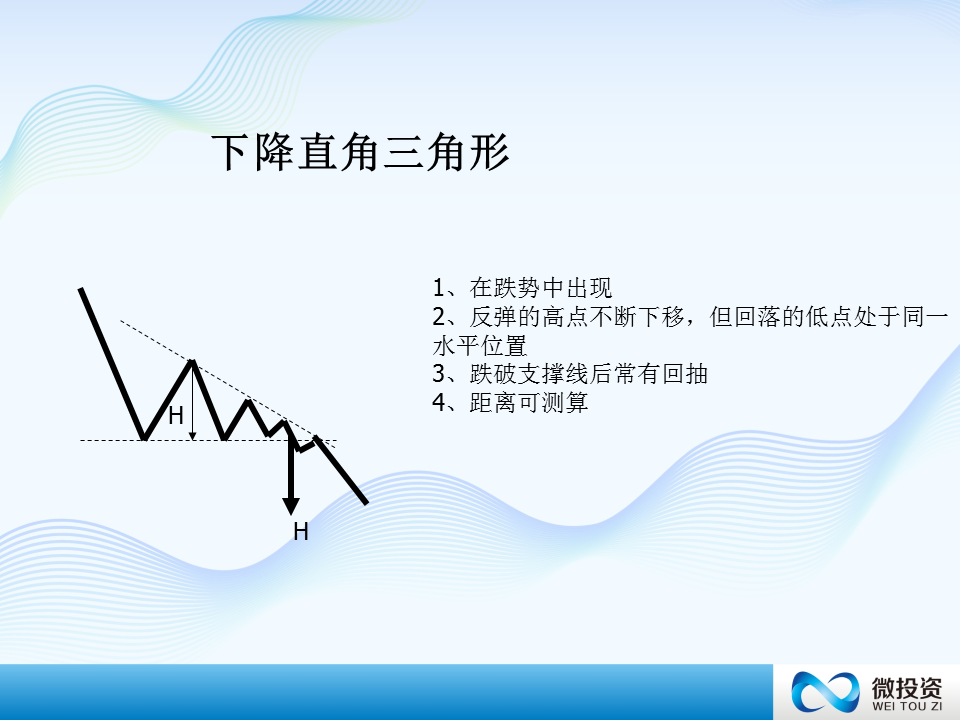 下降直角三角形
1、在跌势中出现
2、反弹的高点不断下移，但回落的低点处于同一
水平位置
3、跌破支撑线后常有回抽
4、距离可测算
H
H
微投资
WEI TOU ZI